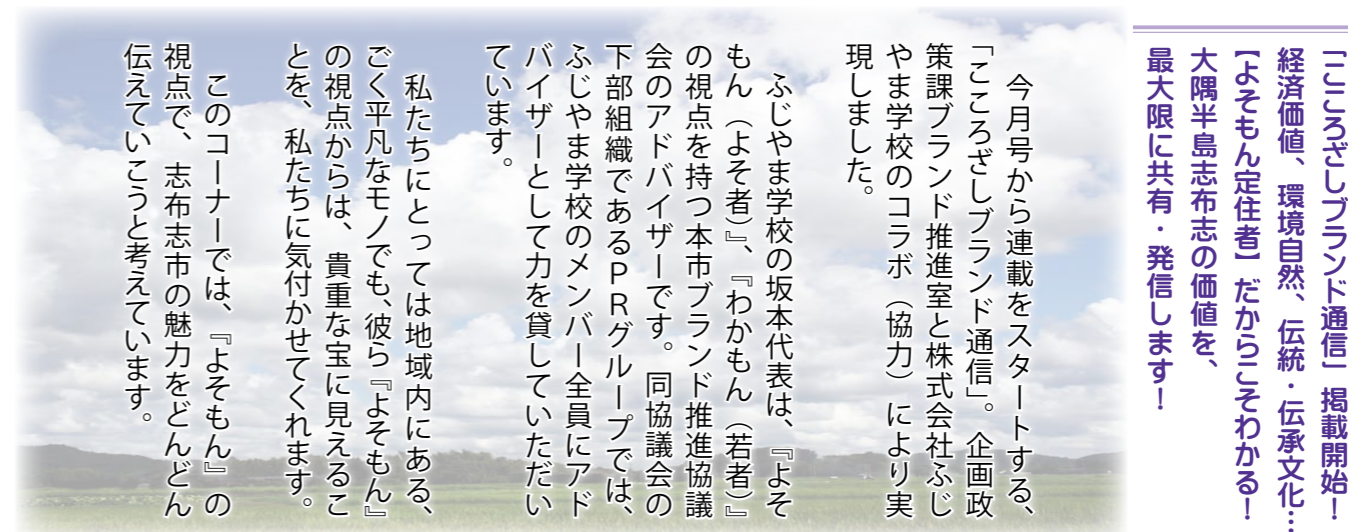 「こころざしブランド通信」掲載開始！
経済価値、環境自然、伝統・伝承文化…
【よそもん定住者】だからこそわかる！
大隅半島志布志の価値を、
最大限に共有・発信します！
今月号から連載をスタートする、
「こころざしブランド通信」。企画政
策課ブランド推進室と株式会社ふじ
やま学校のコラボ（協力）により実
現しました。
ふじやま学校の坂本代表は、『よそ
もん（よそ者）』、『わかもん（若者）』
の視点を持つ本市ブランド推進協議
会のアドバイザーです。同協議会の
下部組織であるＰＲグループでは、
ふじやま学校のメンバー全員にアド
バイザーとして力を貸していただい
ています。
私たちにとっては地域内にある、
ごく平凡なモノでも、彼ら『よそもん』
の視点からは、貴重な宝に見えるこ
とを、私たちに気付かせてくれます。
このコーナーでは、『よそもん』の
視点で、志布志市の魅力をどんどん
伝えていこうと考えています。